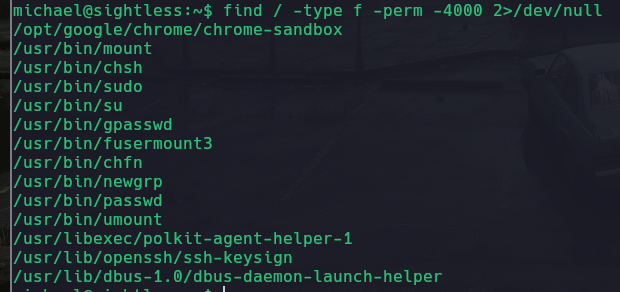 michael@sightless:~$ find / -type f -perm -4000 2>/dev/null
/opt/google/chrome/chrome-sandbox
/usr/bin/mount
/usr/bin/chsh
/usr/bin/sudo
/usr/bin/su
/usr/bin/gpasswd
/usr/bin/fusermount3
/usr/bin/chfn
/usr/bin/newgrp
/usr/bin/passwd
/usr/bin/umount
/usr/libexec/polkit-agent-helper-1
/usr/lib/openssh/ssh-keysign
/usr/lib/dbus-1.0/dbus-daemon-launch-helper
michael@sightless:~$